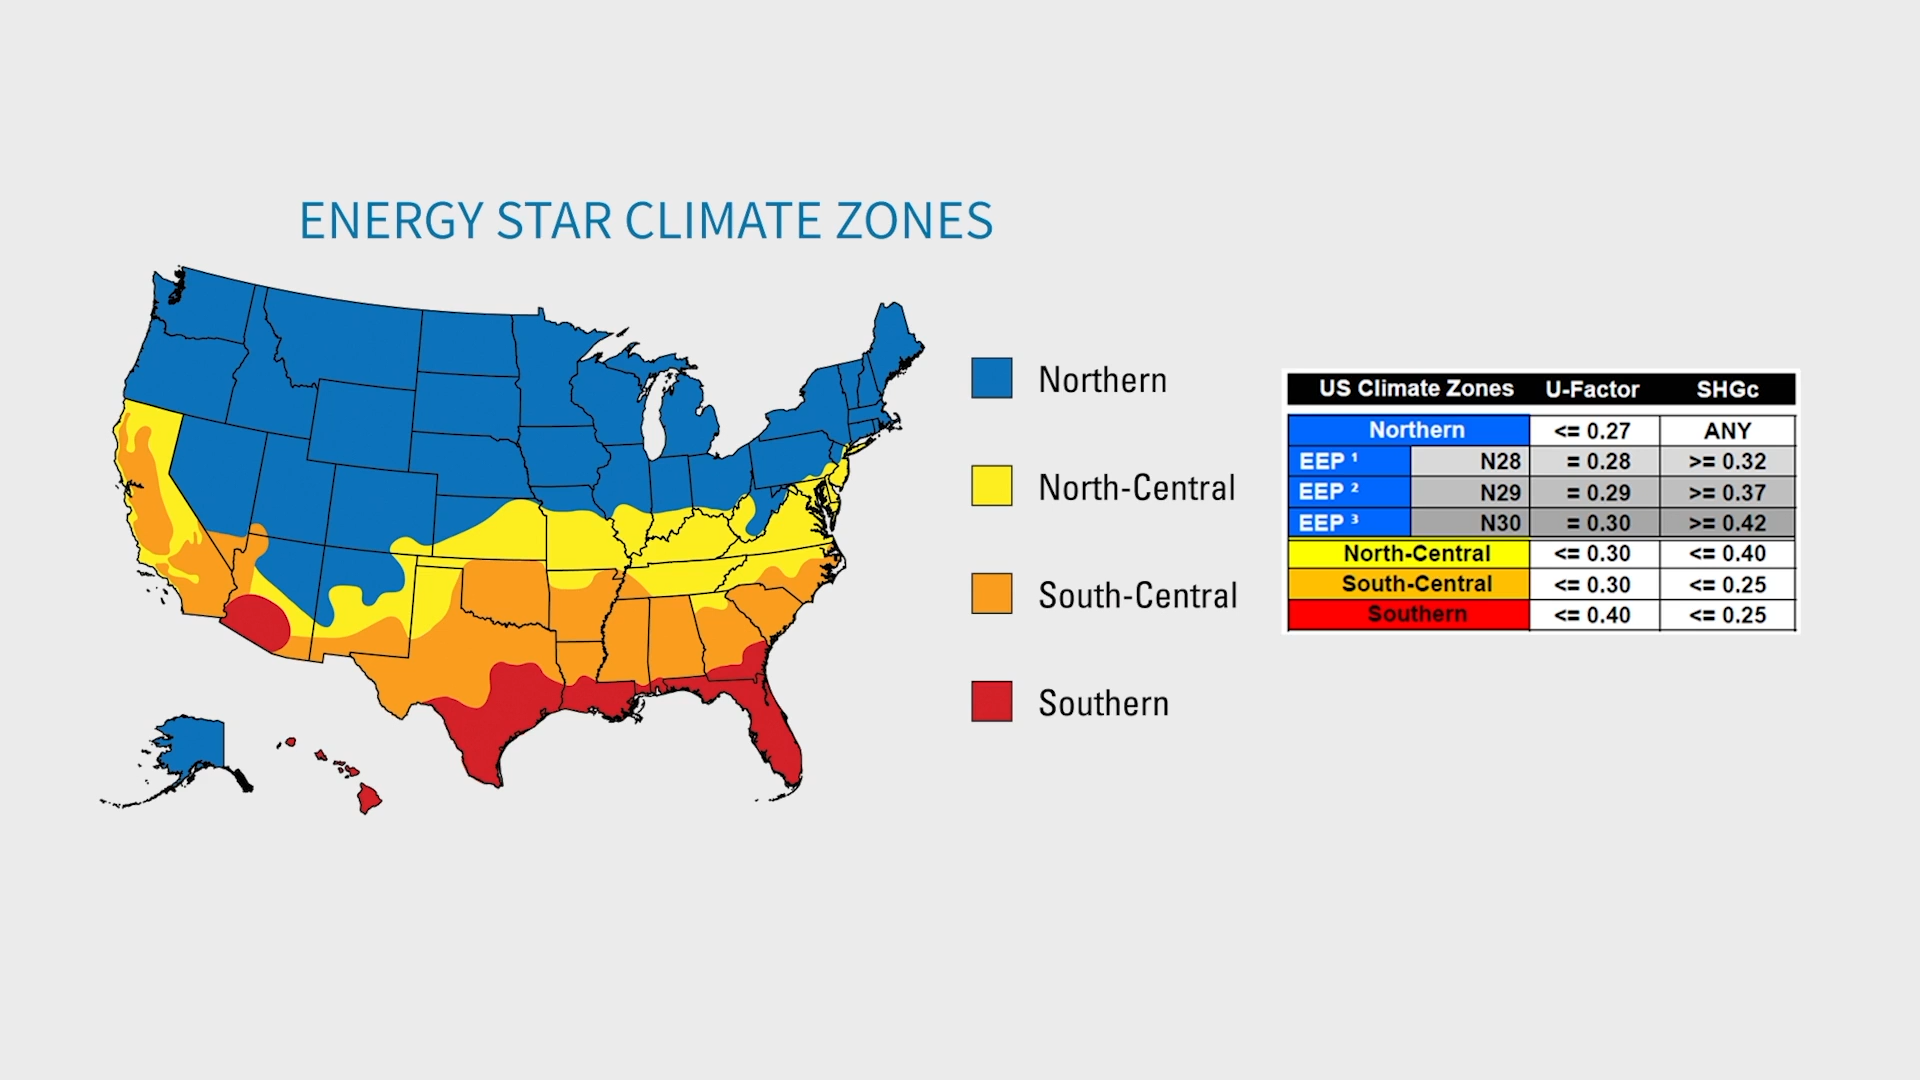 ENERGY STAR CLIMATE ZONES
Northern
North-Central
South-Central
Southern
US Climate Zones U-Factor SHGc
Northern <= 0.27 ANY
EEP ¹ N28 = 0.28 >= 0.32
EEP ² N29 = 0.29 >= 0.37
EEP ³ N30 = 0.30 >= 0.42
North-Central <= 0.30 <= 0.40
South-Central <= 0.30 <= 0.25
Southern <= 0.40 <= 0.25